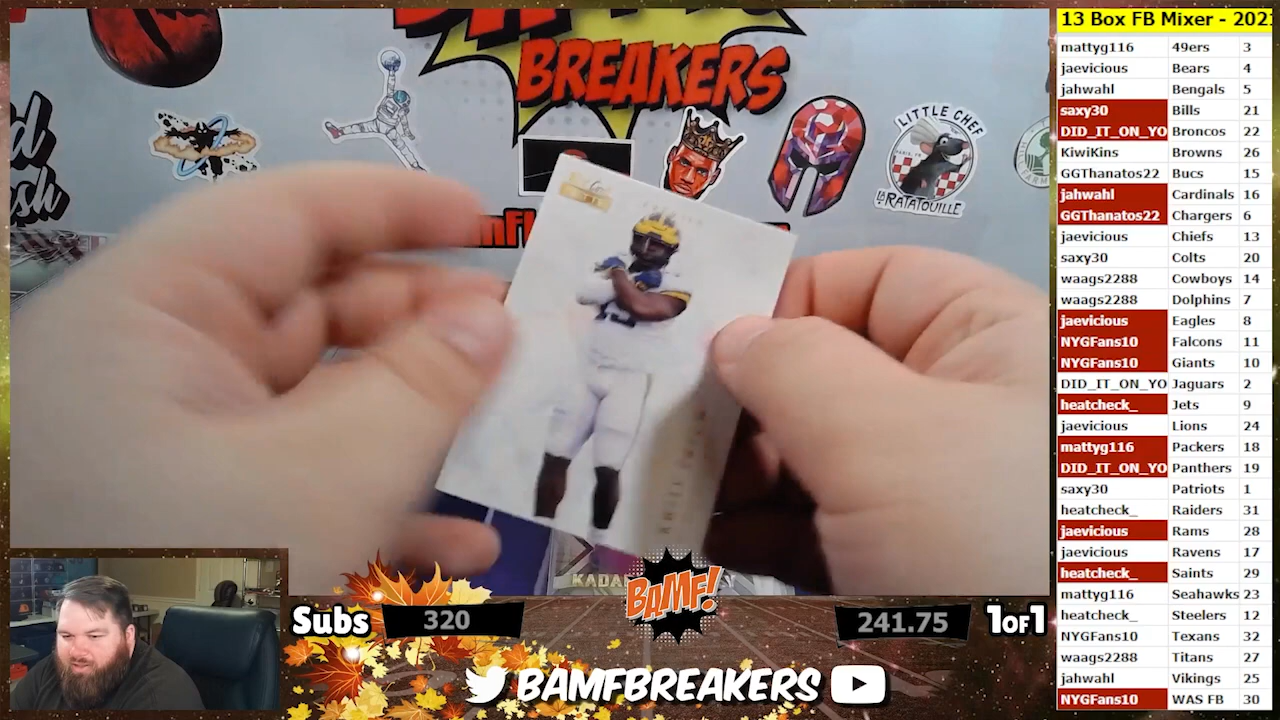 BREAKERS
LITTLE CHEF
LA RATATOUILLE
13 Box FB Mixer - 2021
mattyg116 49ers 3
jaevicious Bears 4
jahwahl Bengals 5
saxy30 Bills 21
DID_IT_ON_YO Broncos 22
KiwiKins Browns 26
GGThanatos22 Bucs 15
jahwahl Cardinals 16
GGThanatos22 Chargers 6
jaevicious Chiefs 13
saxy30 Colts 20
waags2288 Cowboys 14
waags2288 Dolphins 7
jaevicious Eagles 8
NYGFans10 Falcons 11
NYGFans10 Giants 10
DID_IT_ON_YO Jaguars 2
heatcheck_ Jets 9
jaevicious Lions 24
mattyg116 Packers 18
DID_IT_ON_YO Panthers 19
saxy30 Patriots 1
heatcheck_ Raiders 31
jaevicious Rams 28
jaevicious Ravens 17
heatcheck_ Saints 29
mattyg116 Seahawks 23
heatcheck_ Steelers 12
NYGFans10 Texans 32
waags2288 Titans 27
jahwahl Vikings 25
NYGFans10 WAS FB 30
BAMF!
Subs 320
241.75 1of1
BAMFBREAKERS